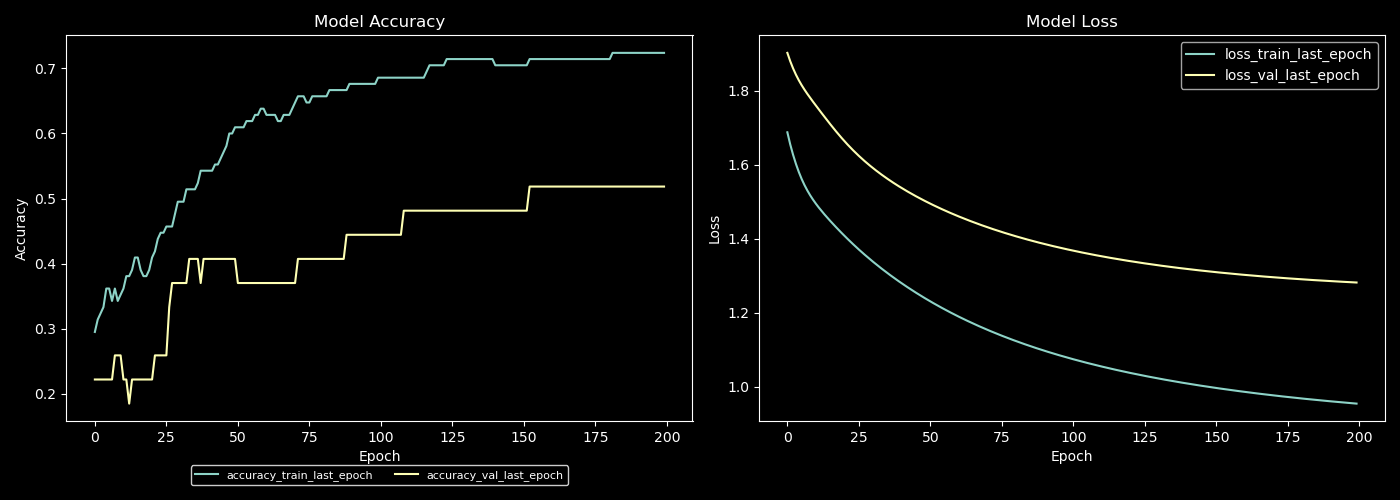 Model Accuracy
Accuracy
0.7
0.6
0.5
0.4
0.3
0.2
0 25 50 75 100 125 150 175 200
Epoch
accuracy_train_last_epoch accuracy_val_last_epoch
Model Loss
Loss
1.8
1.6
1.4
1.2
1.0
loss_train_last_epoch
loss_val_last_epoch
0 25 50 75 100 125 150 175 200
Epoch